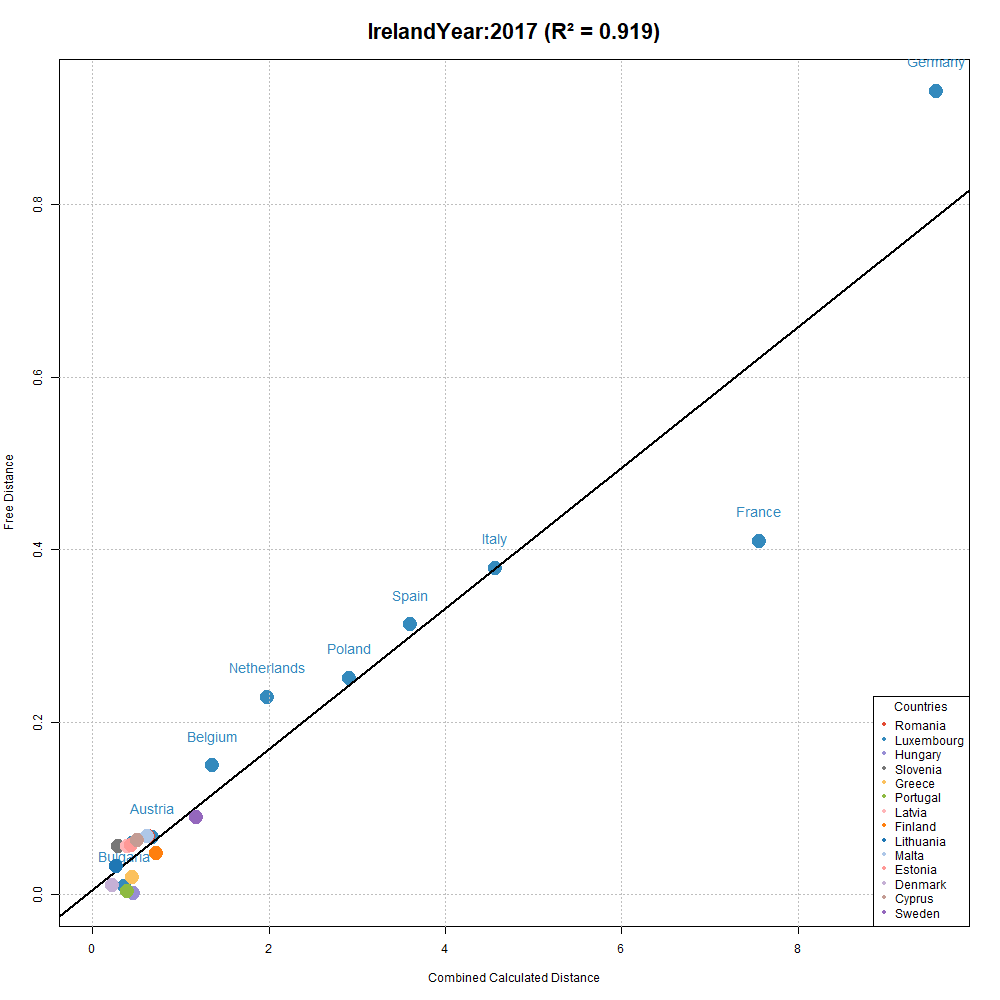 IrelandYear:2017 (R² = 0.919)
Germany
0.8
0.6
France
Italy
0.4
Spain
Poland
Netherlands
Belgium
0.2
Austria
Bulgaria
0.0
Free Distance
Countries
Romania
Luxembourg
Hungary
Slovenia
Greece
Portugal
Latvia
Finland
Lithuania
Malta
Estonia
Denmark
Cyprus
Sweden
0 2 4 6 8
Combined Calculated Distance